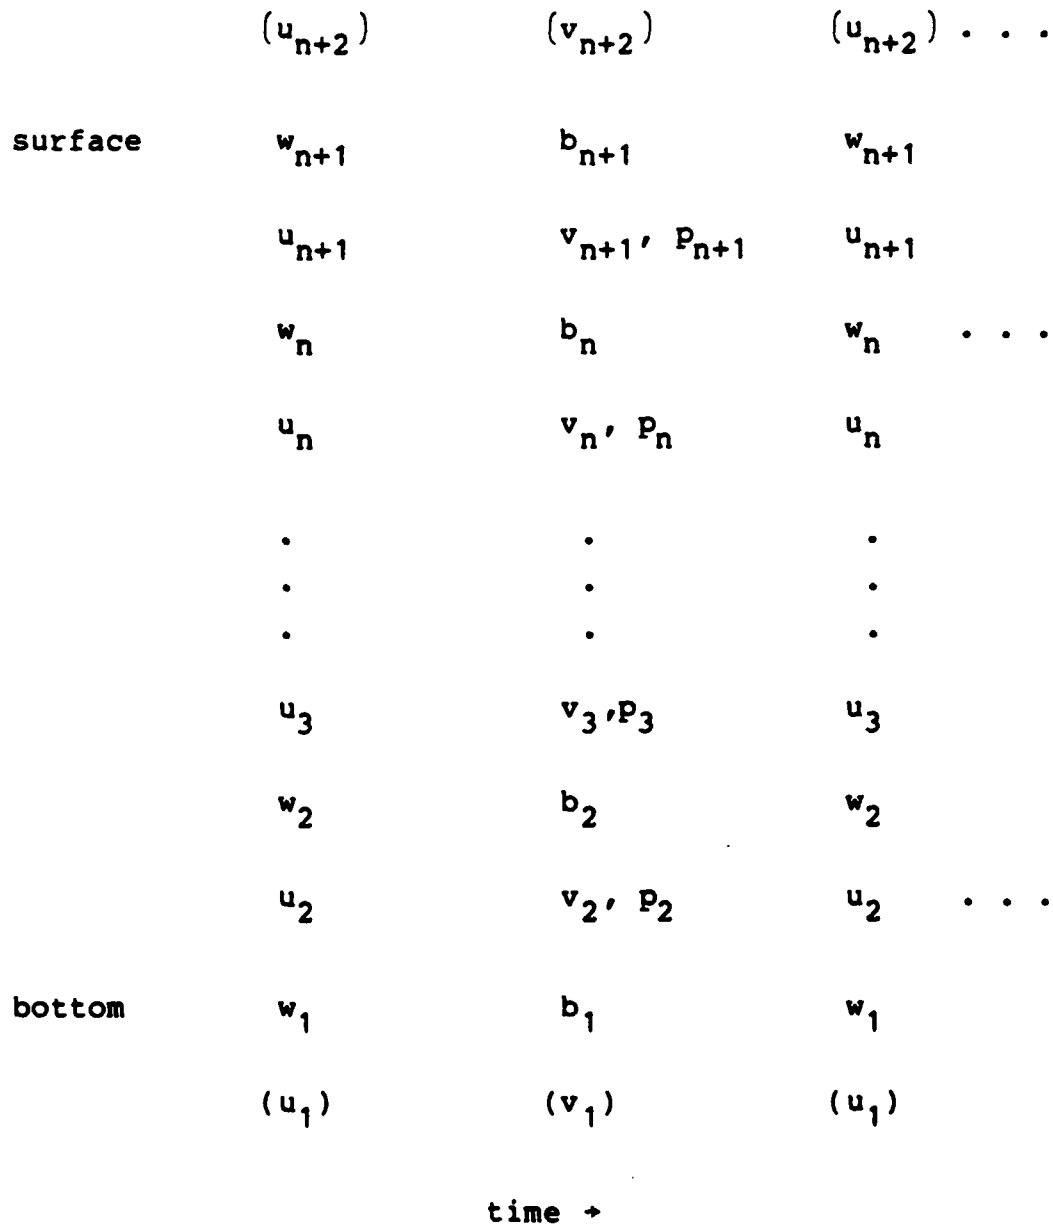 (u_{n+2}) (v_{n+2}) (u_{n+2}) . . .
surface w_{n+1} b_{n+1} w_{n+1}
u_{n+1} v_{n+1}, p_{n+1} u_{n+1}
w_n b_n w_n . . .
u_n v_n, p_n u_n
. . .
. . .
. . .
u_3 v_3,p_3 u_3
w_2 b_2 w_2
u_2 v_2, p_2 u_2 . . .
bottom w_1 b_1 w_1
(u_1) (v_1) (u_1)
time →